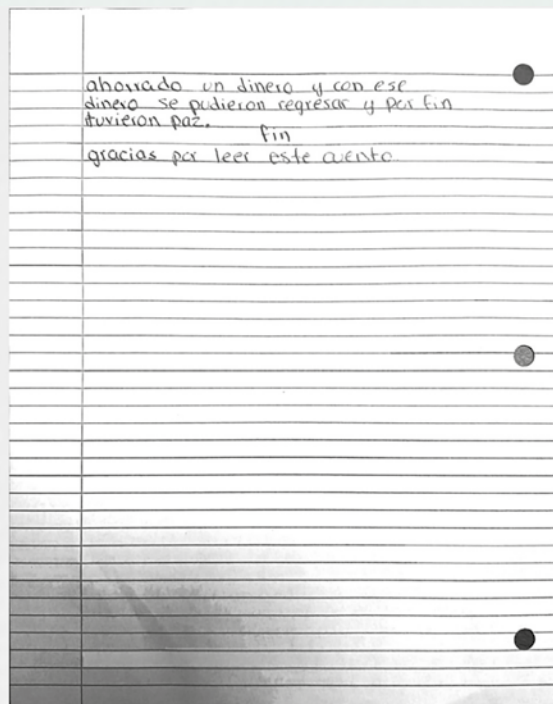 ahorrado un dinero y con ese
dinero se pudieron regresar y por fin
tuvieron paz.
fin
gracias por leer este cuento